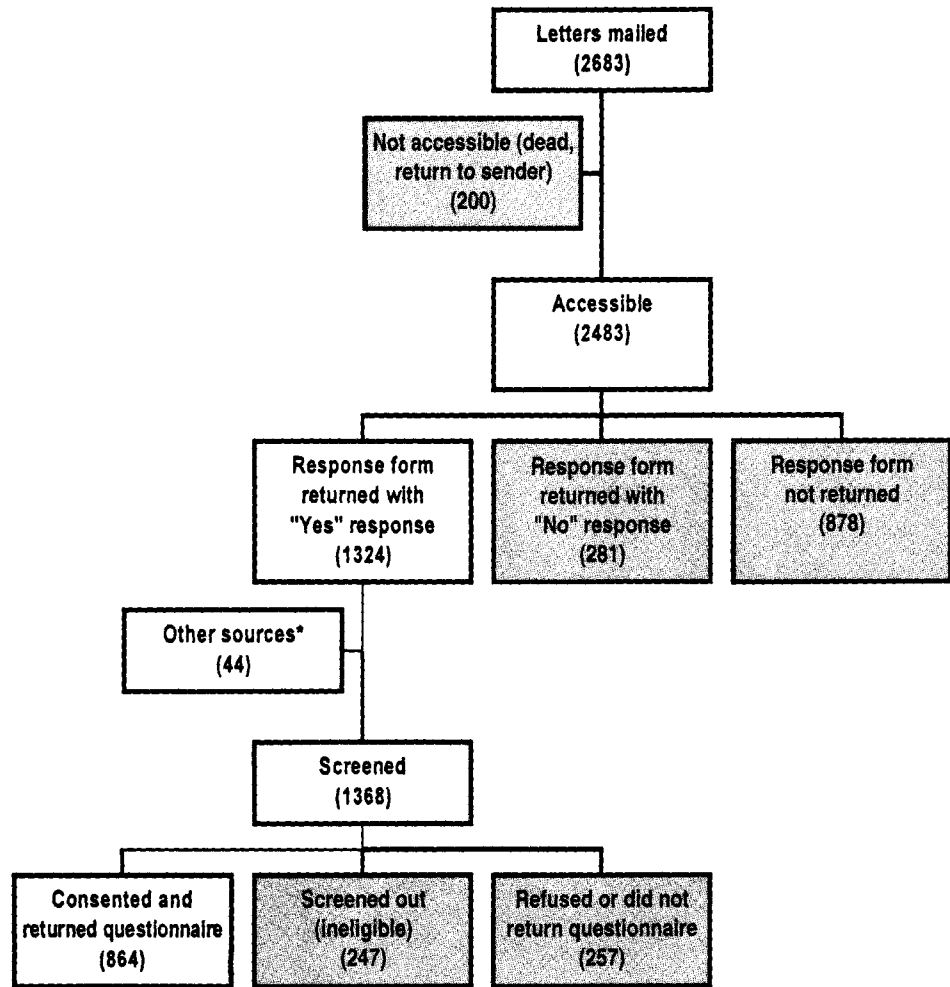 Letters mailed
(2683)
Not accessible (dead,
return to sender)
(200)
Accessible
(2483)
Response form
returned with
"Yes" response
(1324)
Response form
returned with
"No" response
(281)
Response form
not returned
(878)
Other sources*
(44)
Screened
(1368)
Consented and
returned questionnaire
(864)
Screened out
(ineligible)
(247)
Refused or did not
return questionnaire
(257)